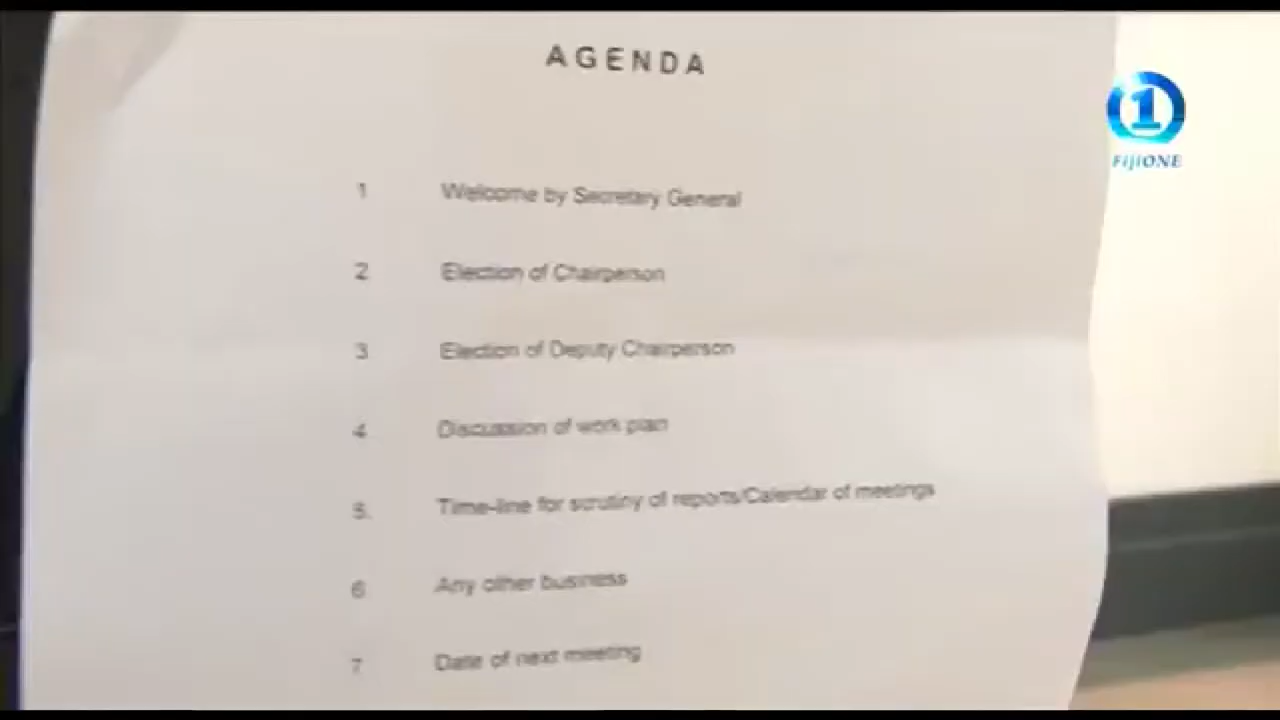 AGENDA
1
FIJIONE
1 Welcome by Secretary General
2 Election of Chairperson
3 Election of Deputy Chairperson
4 Discussion of work plan
5. Time-line for scrutiny of reports/Calendar of meetings
6 Any other business
7 Date of next meeting